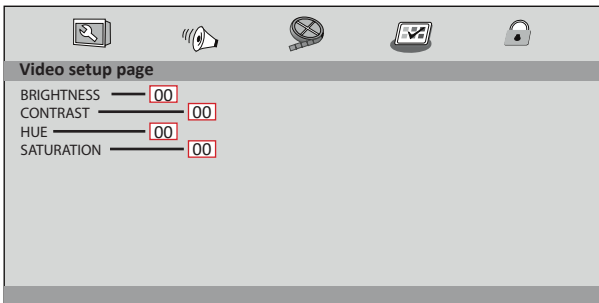 Video setup page
BRIGHTNESS 00
CONTRAST 00
HUE 00
SATURATION 00